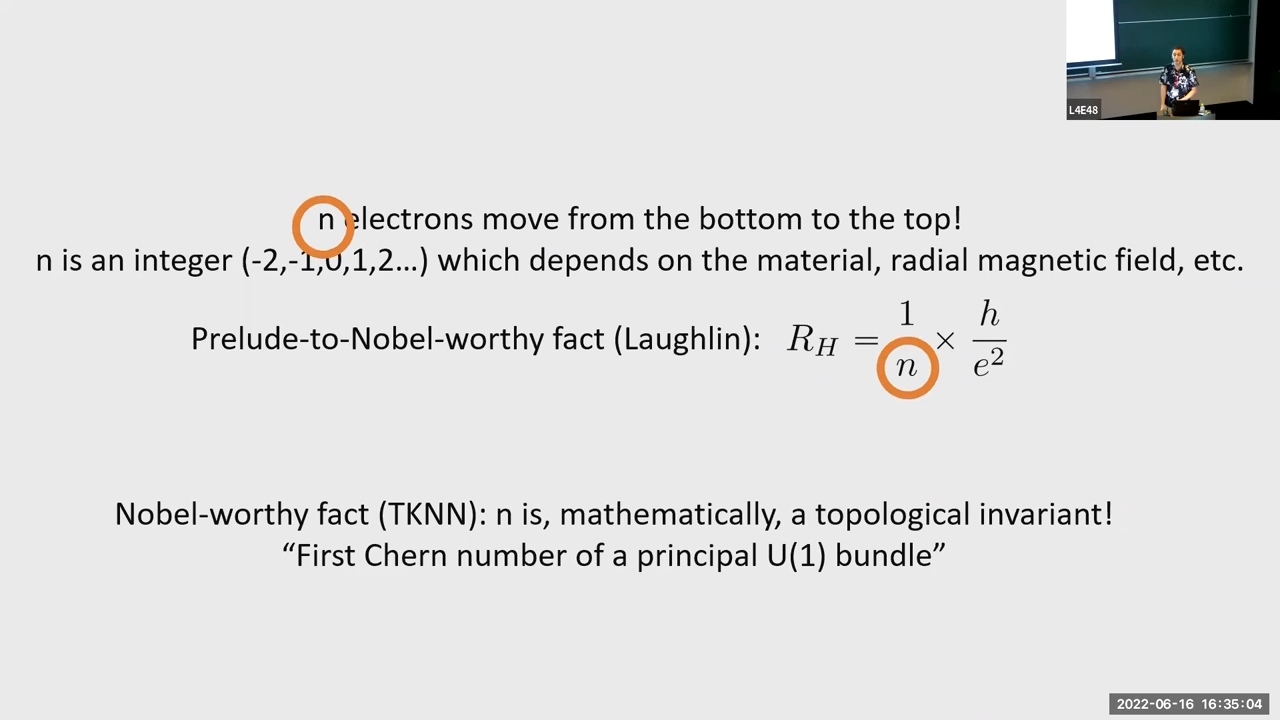 L4E48
n electrons move from the bottom to the top!
n is an integer (-2,-1,0,1,2...) which depends on the material, radial magnetic field, etc.
Prelude-to-Nobel-worthy fact (Laughlin): R_H = 1/n × h/e²
Nobel-worthy fact (TKNN): n is, mathematically, a topological invariant!
“First Chern number of a principal U(1) bundle”
2022-06-16 16:35:04